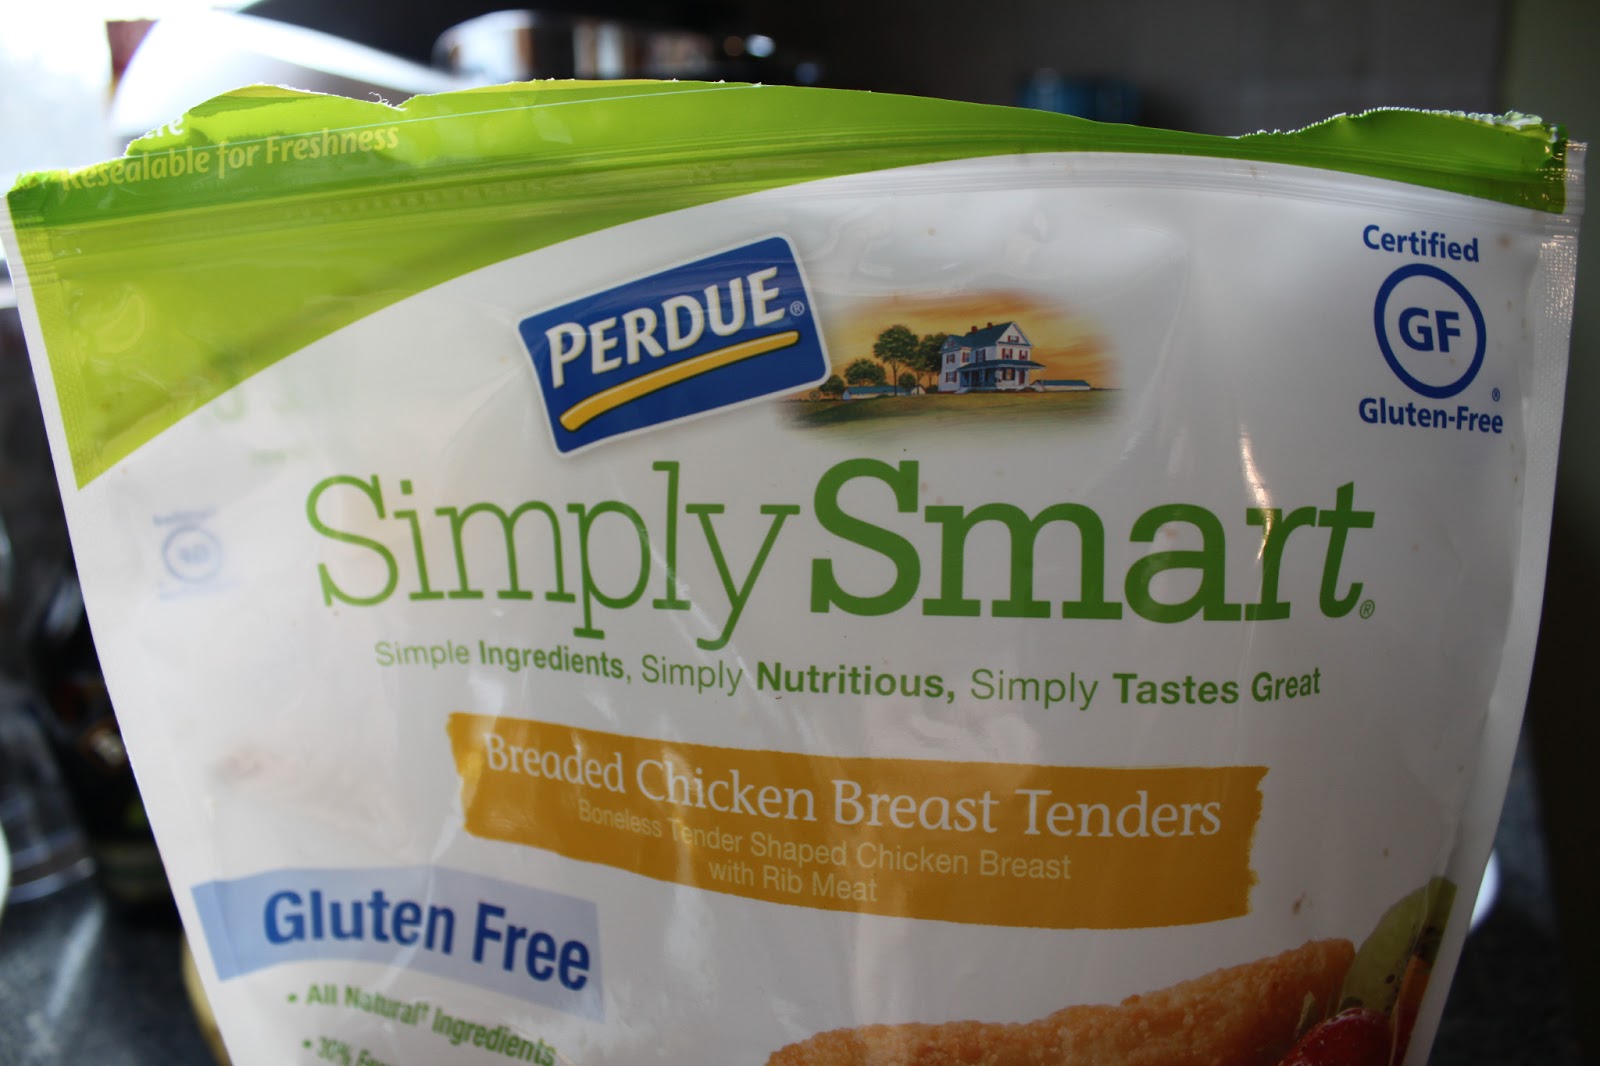 Resealable for Freshness
PERDUE®
Certified
GF
®
Gluten-Free
SimplySmart®
Simple Ingredients, Simply Nutritious, Simply Tastes Great
Breaded Chicken Breast Tenders
Boneless Tender Shaped Chicken Breast
with Rib Meat
Gluten Free
• All Natural† Ingredients
• 30%